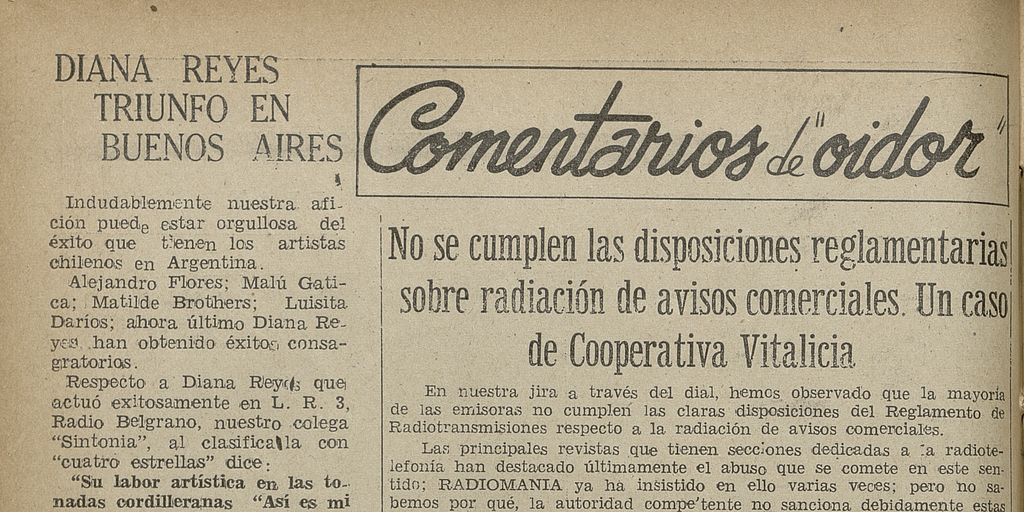 DIANA REYES
TRIUNFO EN
BUENOS AIRES
Indudablemente nuestra afi-
ción puede estar orgullosa del
éxito que tienen los artistas
chilenos en Argentina.
Alejandro Flores; Malú Gati-
ca; Matilde Brothers; Luisita
Daríos; ahora último Diana Re-
yes han obtenido éxitos consa-
gratorios.
Respecto a Diana Reyes que
actuó exitosamente en L. R. 3,
Radio Belgrano, nuestro colega
"Sintonia", al clasificalla con
"cuatro estrellas" dice:
"Su labor artística en las to-
nadas cordilleranas "Así es mi
Comentarios de "oidor"
No se cumplen las disposiciones reglamentarias
sobre radiación de avisos comerciales. Un caso
de Cooperativa Vitalicia
En nuestra jira a través del dial, hemos observado que la mayoría
de las emisoras no cumplen las claras disposiciones del Reglamento de
Radiotransmisiones respecto a la radiación de avisos comerciales.
Las principales revistas que tienen secciones dedicadas a la radiote-
lefonía han destacado últimamente el abuso que se comete en este sen-
tido; RADIOMANIA ya ha insistido en ello varias veces; pero no sa-
bemos por qué, la autoridad competente no sanciona debidamente estas